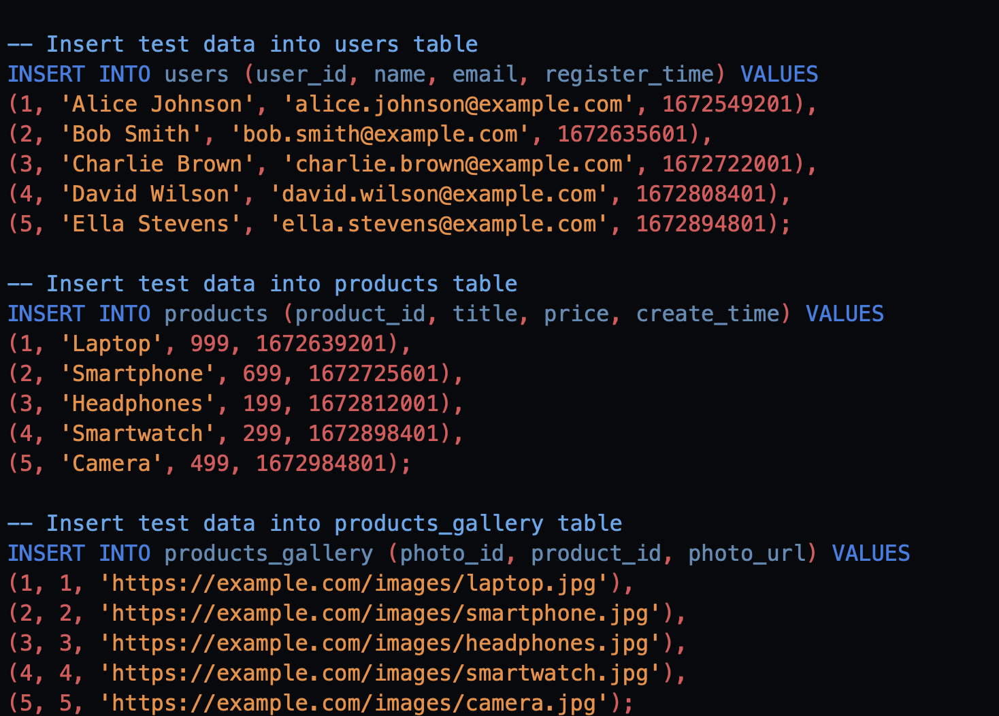 -- Insert test data into users table
INSERT INTO users (user_id, name, email, register_time) VALUES
(1, 'Alice Johnson', 'alice.johnson@example.com', 1672549201),
(2, 'Bob Smith', 'bob.smith@example.com', 1672635601),
(3, 'Charlie Brown', 'charlie.brown@example.com', 1672722001),
(4, 'David Wilson', 'david.wilson@example.com', 1672808401),
(5, 'Ella Stevens', 'ella.stevens@example.com', 1672894801);
-- Insert test data into products table
INSERT INTO products (product_id, title, price, create_time) VALUES
(1, 'Laptop', 999, 1672639201),
(2, 'Smartphone', 699, 1672725601),
(3, 'Headphones', 199, 1672812001),
(4, 'Smartwatch', 299, 1672898401),
(5, 'Camera', 499, 1672984801);
-- Insert test data into products_gallery table
INSERT INTO products_gallery (photo_id, product_id, photo_url) VALUES
(1, 1, 'https://example.com/images/laptop.jpg'),
(2, 2, 'https://example.com/images/smartphone.jpg'),
(3, 3, 'https://example.com/images/headphones.jpg'),
(4, 4, 'https://example.com/images/smartwatch.jpg'),
(5, 5, 'https://example.com/images/camera.jpg');